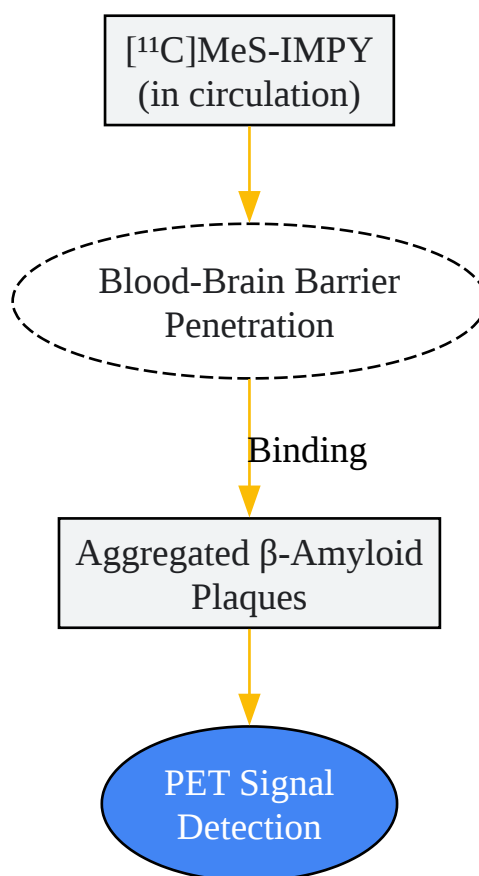 [¹¹C]MeS-IMPY
(in circulation)
Blood-Brain Barrier
Penetration
Binding
Aggregated β-Amyloid
Plaques
PET Signal
Detection